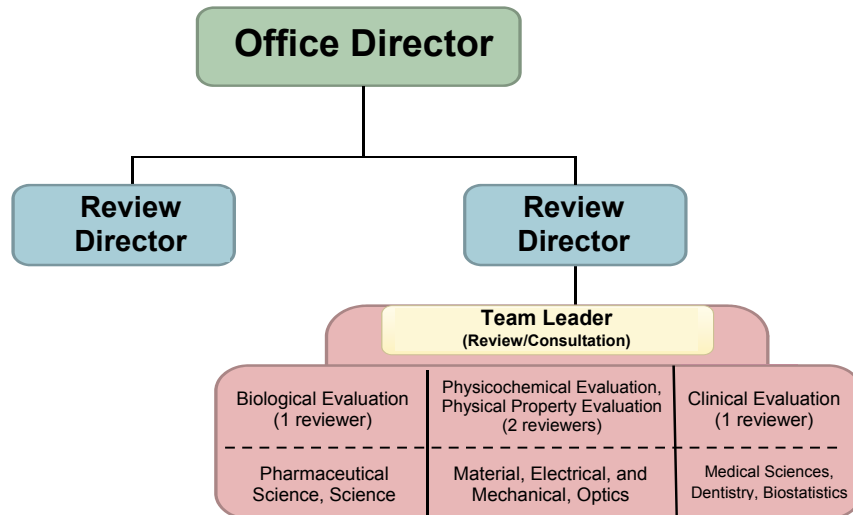 Office Director
Review
Director
Review
Director
Team Leader
(Review/Consultation)
Biological Evaluation
(1 reviewer)
Physicochemical Evaluation,
Physical Property Evaluation
(2 reviewers)
Clinical Evaluation
(1 reviewer)
Pharmaceutical
Science, Science
Material, Electrical, and
Mechanical, Optics
Medical Sciences,
Dentistry, Biostatistics